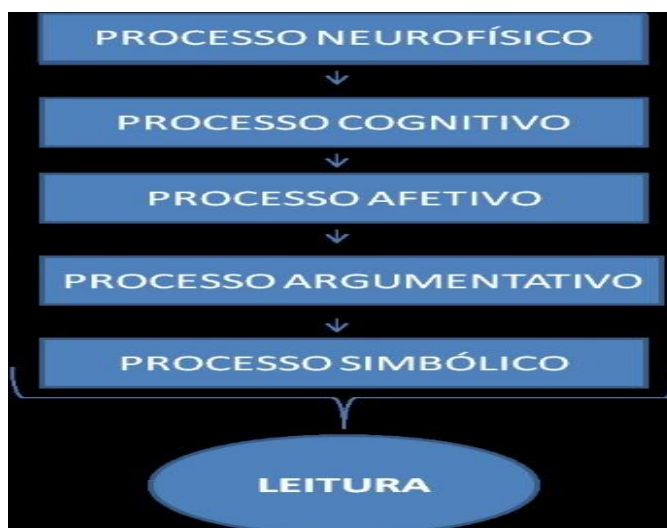 PROCESSO NEUROFÍSICO
PROCESSO COGNITIVO
PROCESSO AFETIVO
PROCESSO ARGUMENTATIVO
PROCESSO SIMBÓLICO
LEITURA